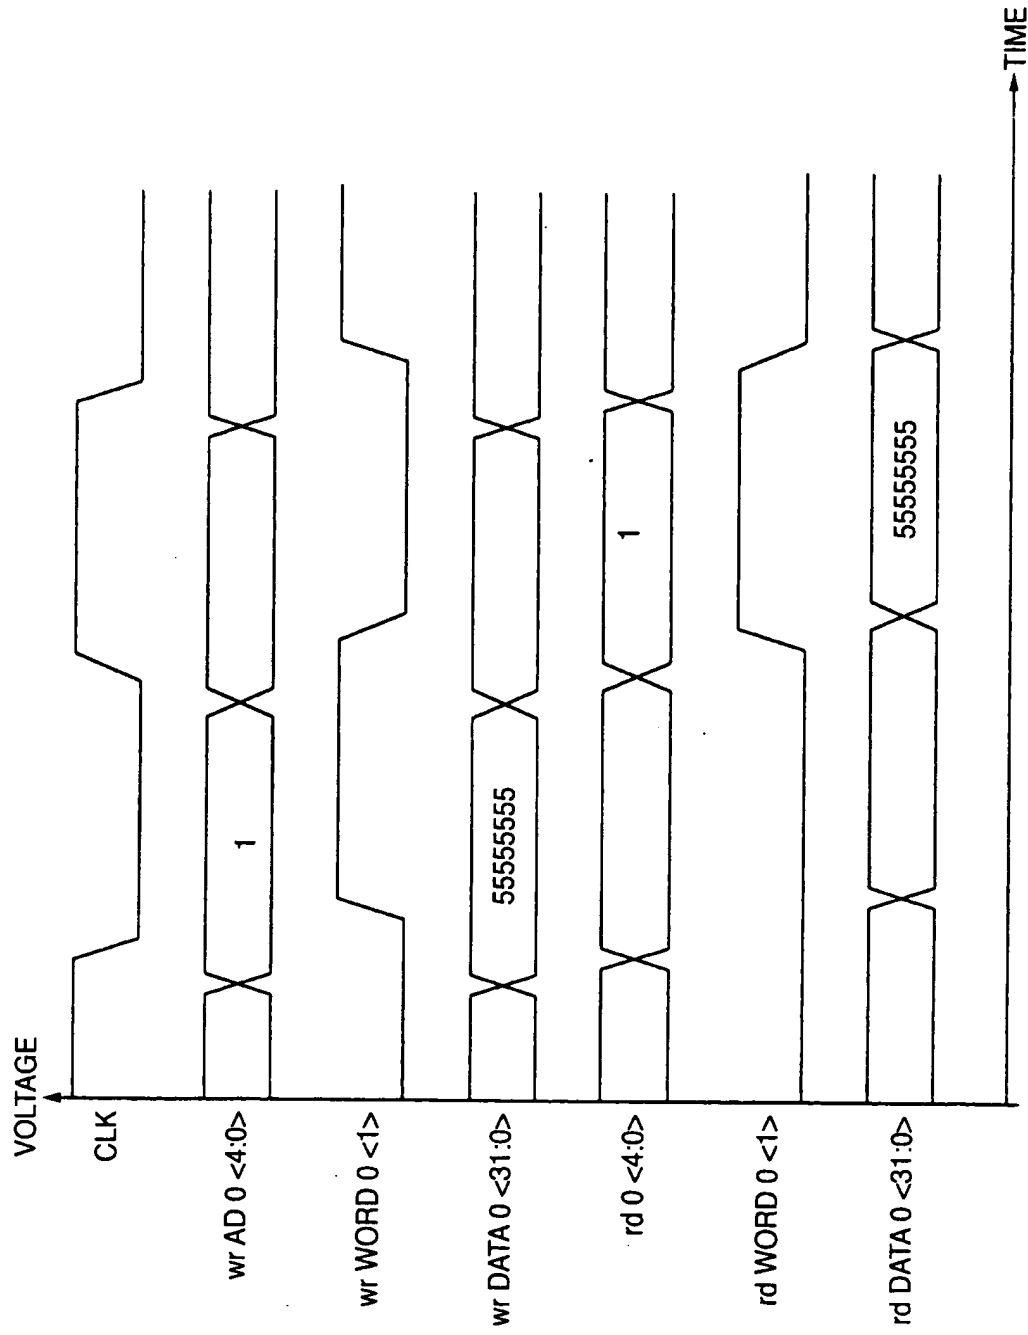 VOLTAGE
CLK
wr AD 0 <4:0>
1
wr WORD 0 <1>
wr DATA 0 <31:0>
55555555
rd 0 <4:0>
1
rd WORD 0 <1>
rd DATA 0 <31:0>
55555555
TIME